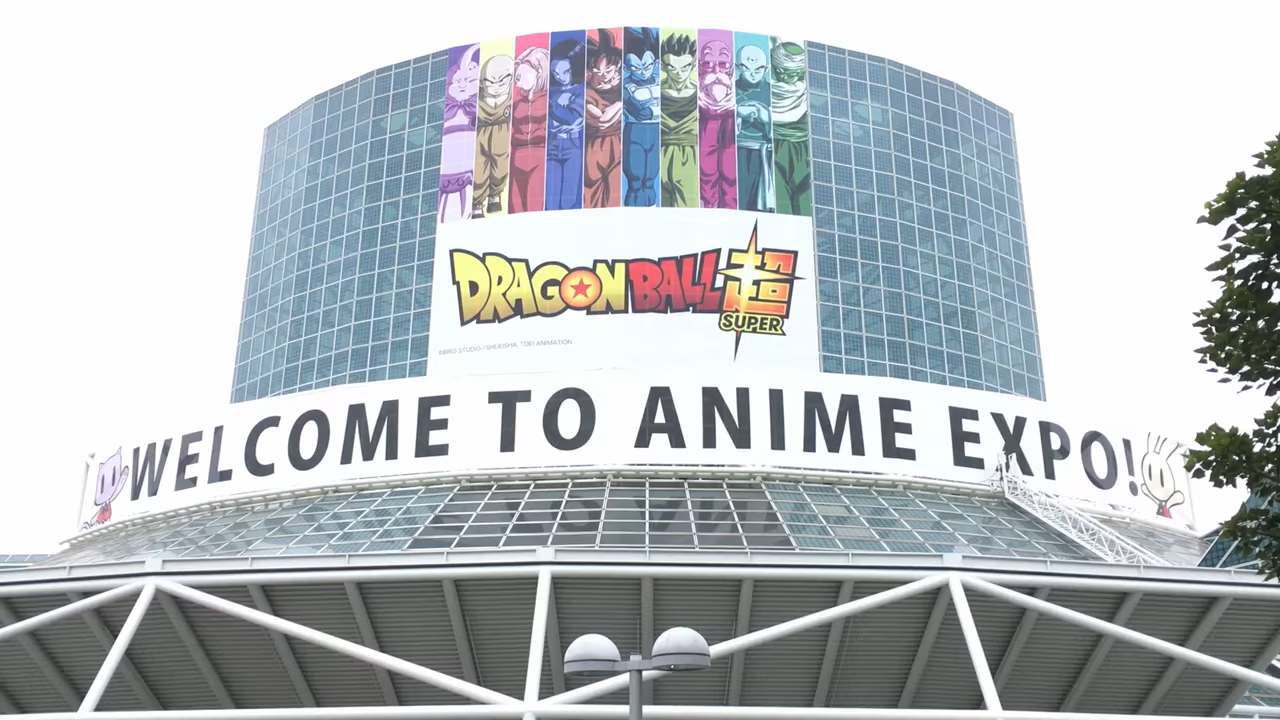 DRAGON BALL 超
SUPER
©BIRD STUDIO/SHUEISHA, TOEI ANIMATION
WELCOME TO ANIME EXPO!